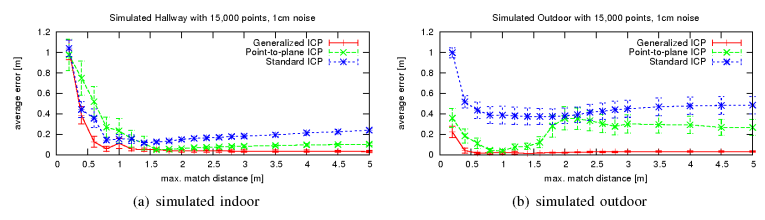 Simulated Hallway with 15,000 points, 1cm noise
average error [m]
1.2
1
0.8
0.6
0.4
0.2
0
Generalized ICP
Point-to-plane ICP
Standard ICP
0 0.5 1 1.5 2 2.5 3 3.5 4 4.5 5
max. match distance [m]
(a) simulated indoor
Simulated Outdoor with 15,000 points, 1cm noise
average error [m]
1.2
1
0.8
0.6
0.4
0.2
0
Generalized ICP
Point-to-plane ICP
Standard ICP
0 0.5 1 1.5 2 2.5 3 3.5 4 4.5 5
max. match distance [m]
(b) simulated outdoor